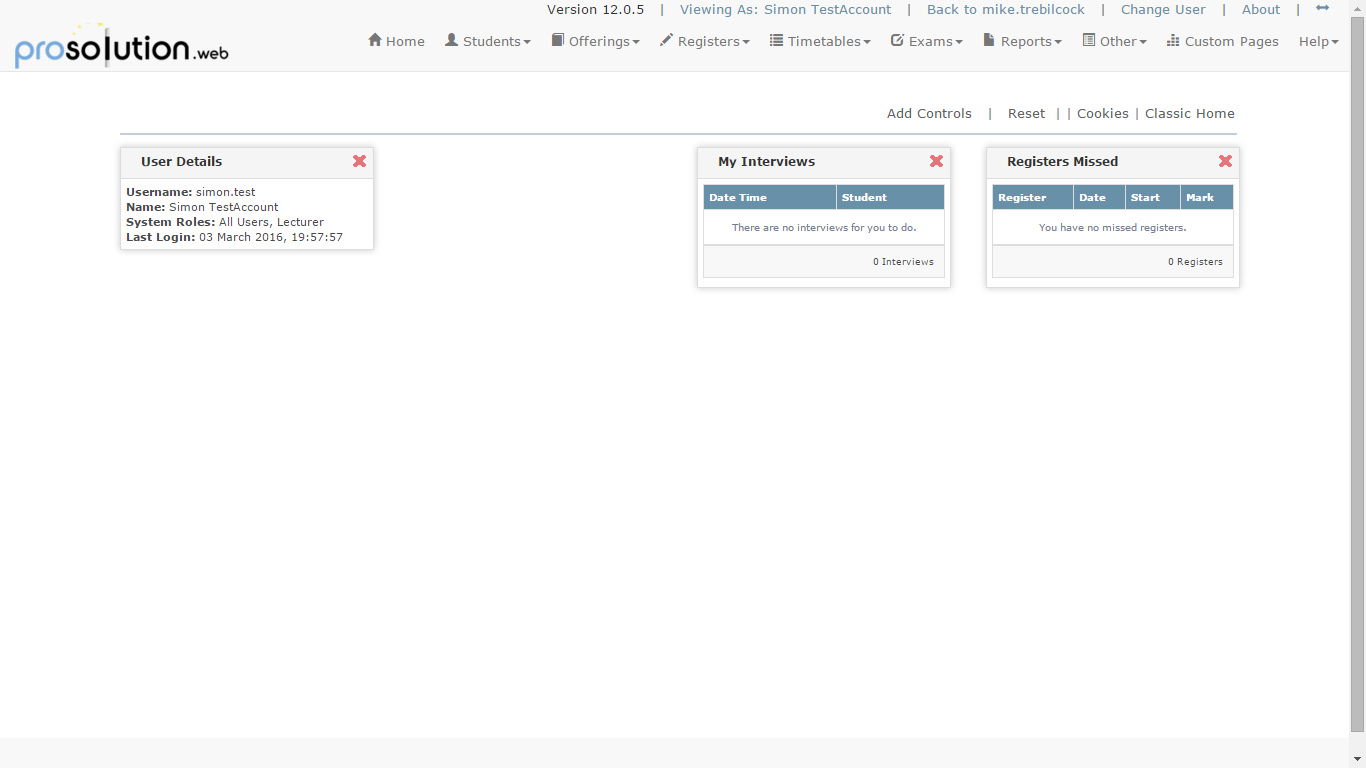 Version 12.0.5 | Viewing As: Simon TestAccount | Back to mike.trebilcock | Change User | About |
prosolution.web
Home Students Offerings Registers Timetables Exams Reports Other Custom Pages Help
Add Controls | Reset | | Cookies | Classic Home
User Details
Username: simon.test
Name: Simon TestAccount
System Roles: All Users, Lecturer
Last Login: 03 March 2016, 19:57:57
My Interviews
Date Time Student
There are no interviews for you to do.
0 Interviews
Registers Missed
Register Date Start Mark
You have no missed registers.
0 Registers